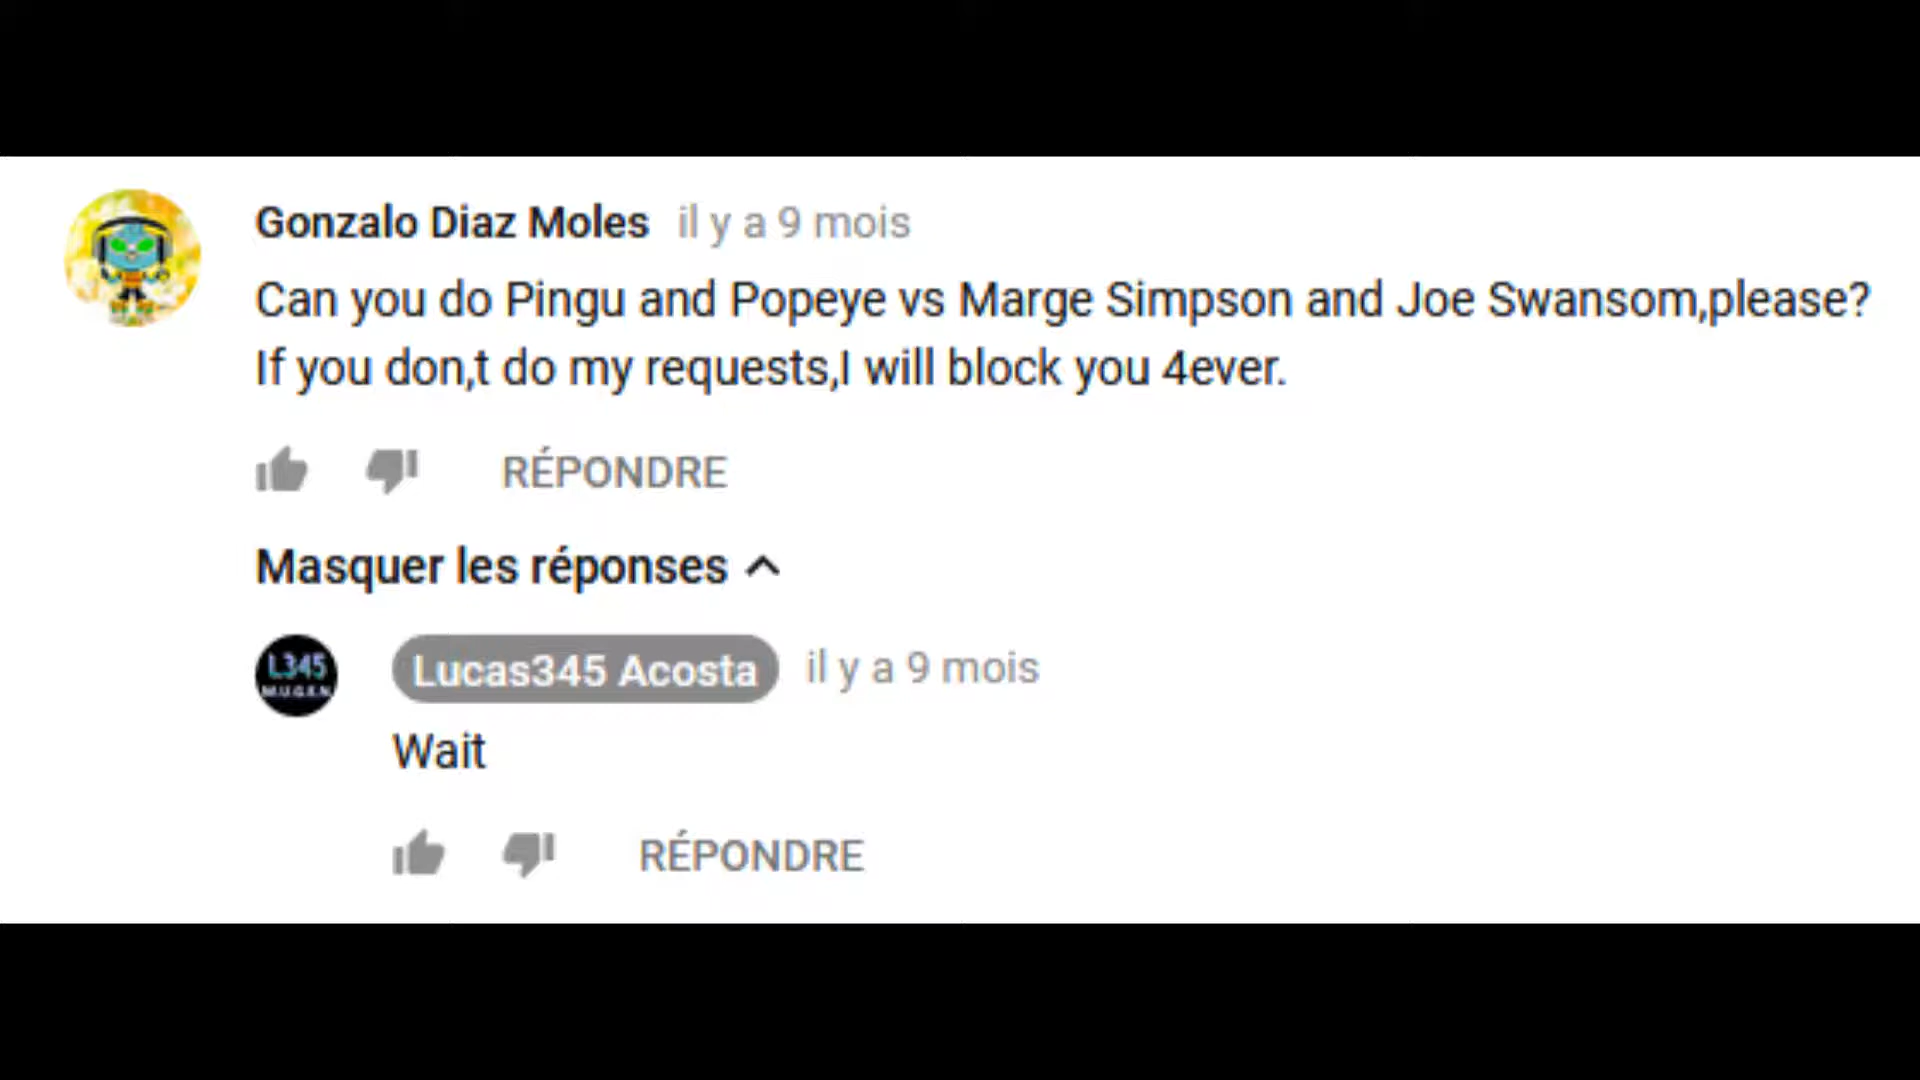 Gonzalo Diaz Moles il y a 9 mois
Can you do Pingu and Popeye vs Marge Simpson and Joe Swansom,please?
If you don,t do my requests,I will block you 4ever.
RÉPONDRE
Masquer les réponses
L345
M.U.G.E.N
Lucas345 Acosta il y a 9 mois
Wait
RÉPONDRE